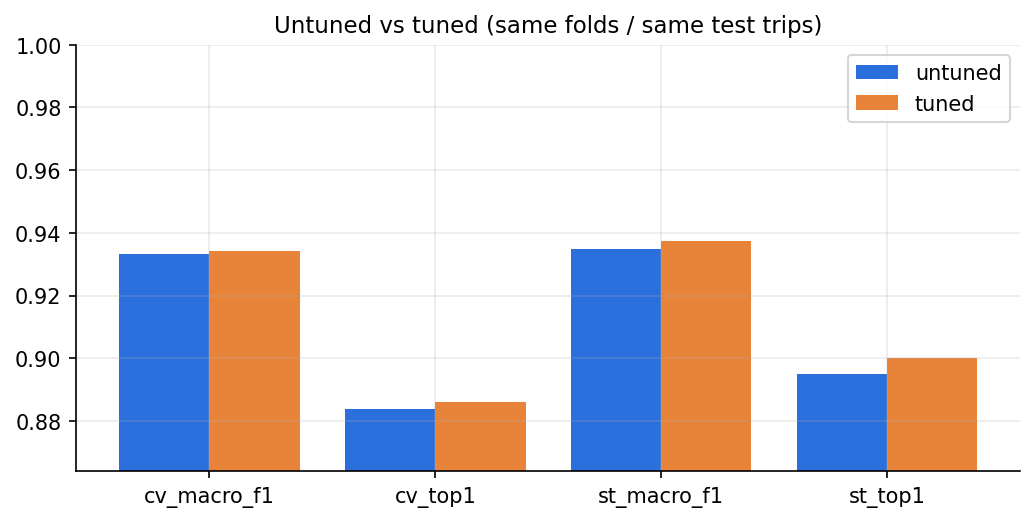 Untuned vs tuned (same folds / same test trips)
1.00
0.98
0.96
0.94
0.92
0.90
0.88
untuned
tuned
cv_macro_f1
cv_top1
st_macro_f1
st_top1